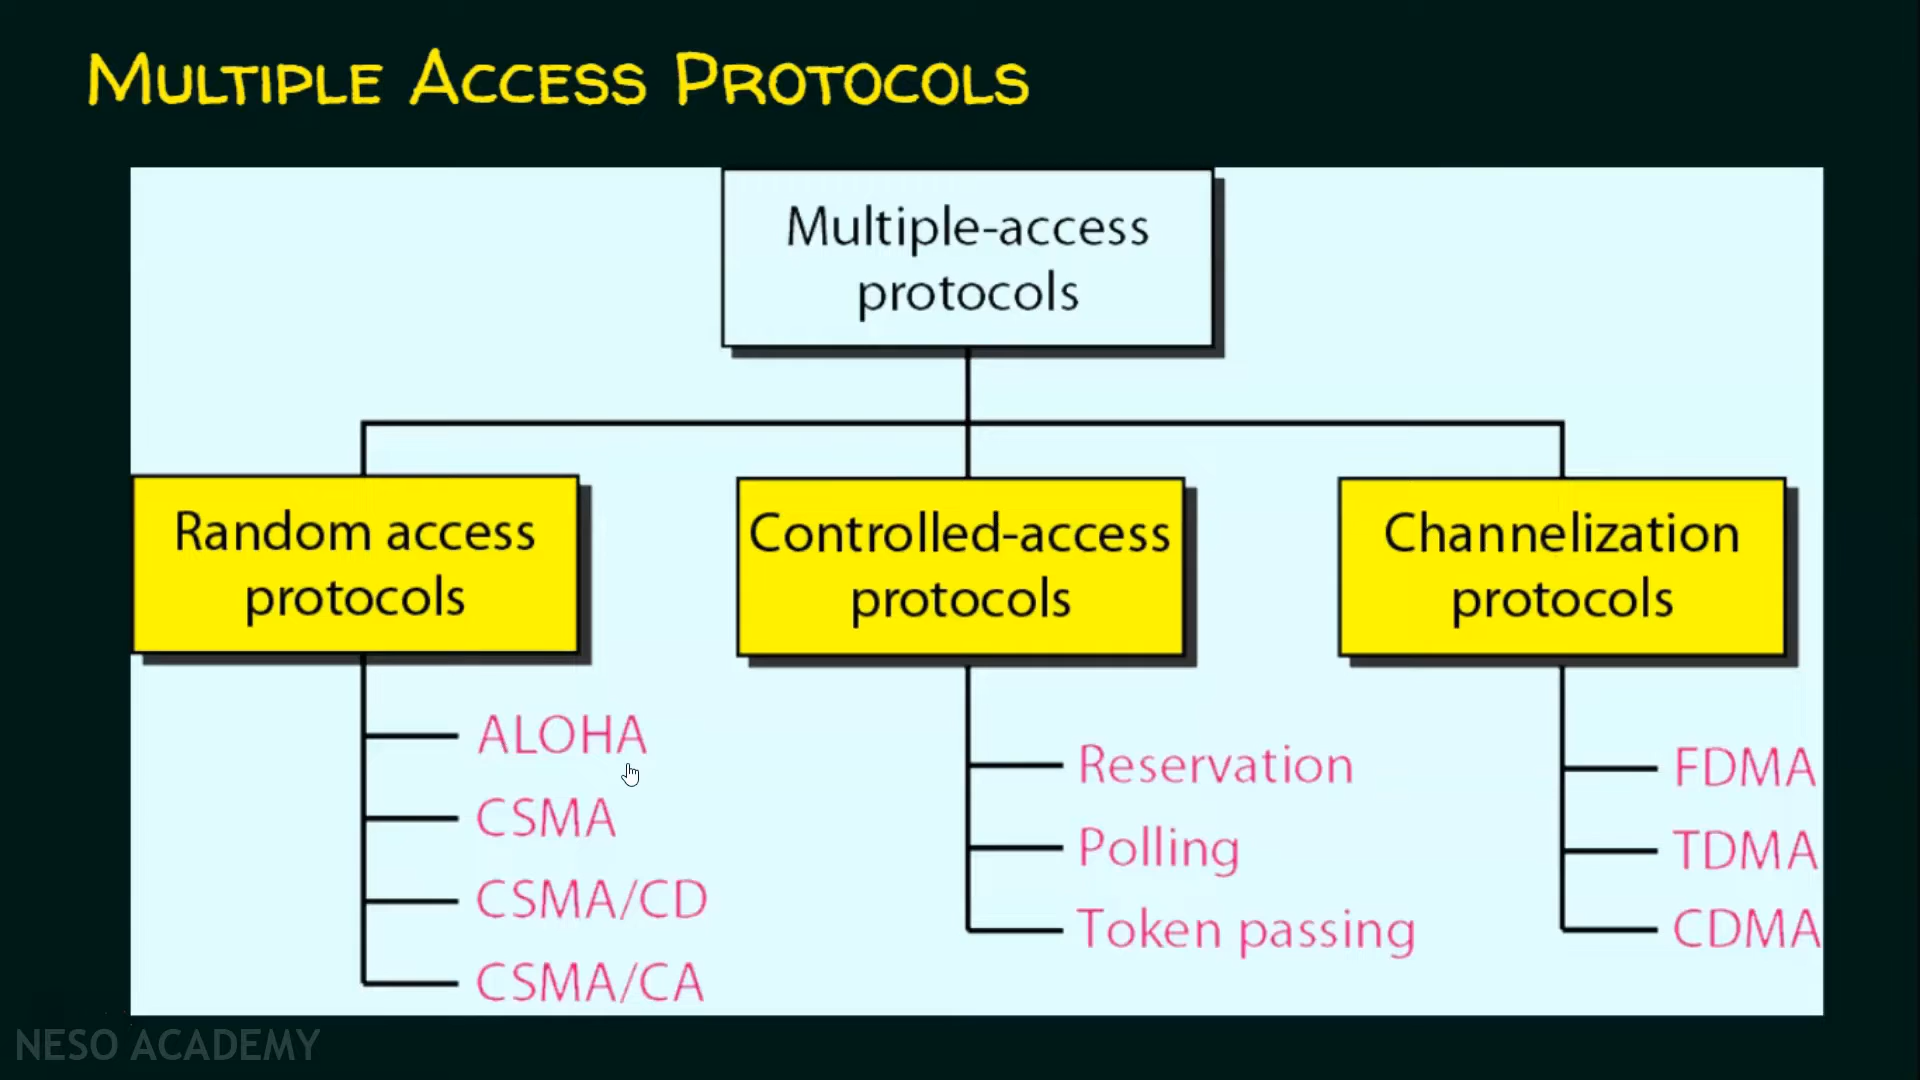 MULTIPLE ACCESS PROTOCOLS
Multiple-access
protocols
Random access
protocols
Controlled-access
protocols
Channelization
protocols
ALOHA
CSMA
CSMA/CD
CSMA/CA
Reservation
Polling
Token passing
FDMA
TDMA
CDMA
NESO ACADEMY